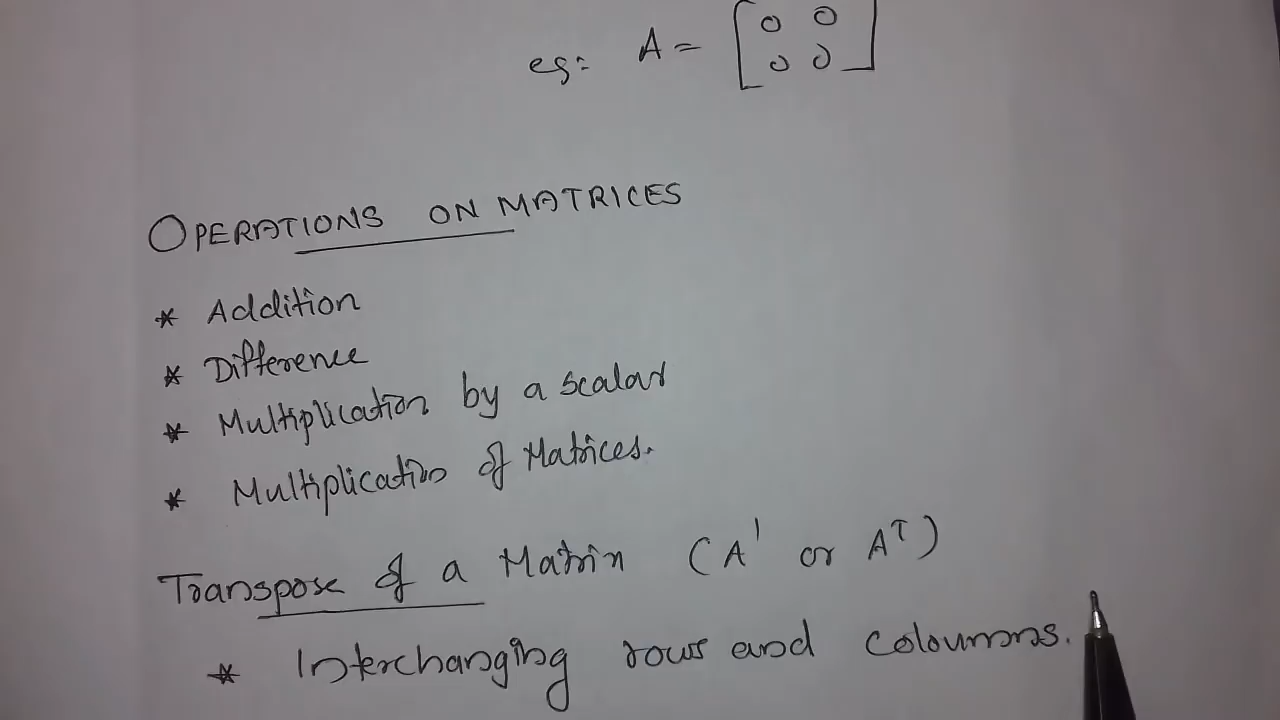 eg: A = [0 0
0 0]
OPERATIONS ON MATRICES
* Addition
* Difference
* Multiplication by a scalar
* Multiplication of Matrices.
Transpose of a Matrix (A' or Aᵀ)
* Interchanging rows and coloumns.